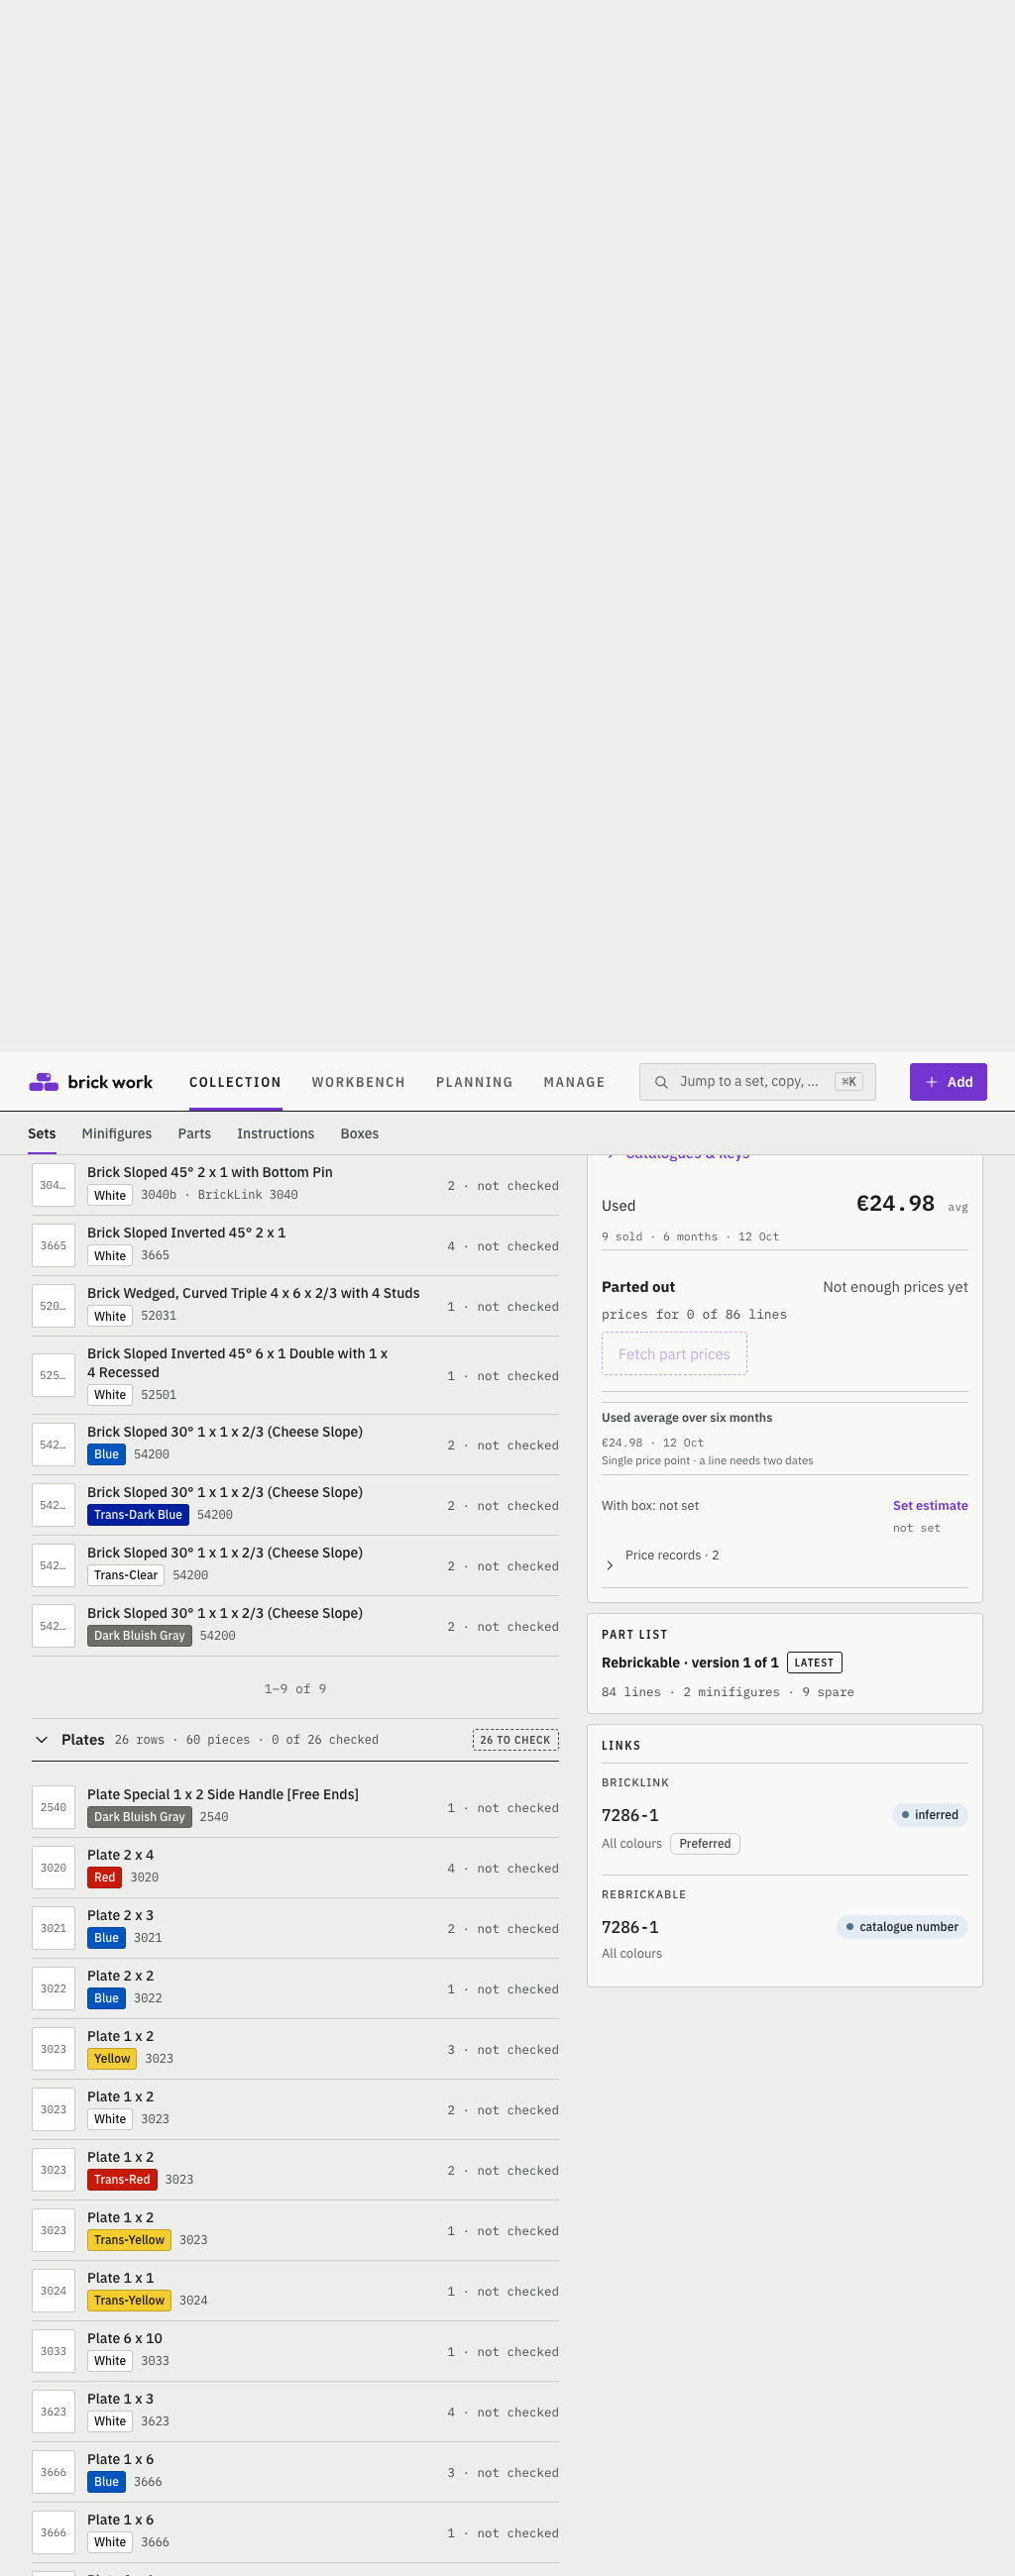 brick work
COLLECTION WORKBENCH PLANNING MANAGE
Jump to a set, copy, ... ⌘K
+ Add
Sets Minifigures Parts Instructions Boxes
304… Brick Sloped 45° 2 x 1 with Bottom Pin
White 3040b · BrickLink 3040
2 · not checked
3665 Brick Sloped Inverted 45° 2 x 1
White 3665
4 · not checked
520… Brick Wedged, Curved Triple 4 x 6 x 2/3 with 4 Studs
White 52031
1 · not checked
525… Brick Sloped Inverted 45° 6 x 1 Double with 1 x
4 Recessed
White 52501
1 · not checked
542… Brick Sloped 30° 1 x 1 x 2/3 (Cheese Slope)
Blue 54200
2 · not checked
542… Brick Sloped 30° 1 x 1 x 2/3 (Cheese Slope)
Trans-Dark Blue 54200
2 · not checked
542… Brick Sloped 30° 1 x 1 x 2/3 (Cheese Slope)
Trans-Clear 54200
2 · not checked
542… Brick Sloped 30° 1 x 1 x 2/3 (Cheese Slope)
Dark Bluish Gray 54200
2 · not checked
1–9 of 9
Plates 26 rows · 60 pieces · 0 of 26 checked 26 TO CHECK
2540 Plate Special 1 x 2 Side Handle [Free Ends]
Dark Bluish Gray 2540
1 · not checked
3020 Plate 2 x 4
Red 3020
4 · not checked
3021 Plate 2 x 3
Blue 3021
2 · not checked
3022 Plate 2 x 2
Blue 3022
1 · not checked
3023 Plate 1 x 2
Yellow 3023
3 · not checked
3023 Plate 1 x 2
White 3023
2 · not checked
3023 Plate 1 x 2
Trans-Red 3023
2 · not checked
3023 Plate 1 x 2
Trans-Yellow 3023
1 · not checked
3024 Plate 1 x 1
Trans-Yellow 3024
1 · not checked
3033 Plate 6 x 10
White 3033
1 · not checked
3623 Plate 1 x 3
White 3623
4 · not checked
3666 Plate 1 x 6
Blue 3666
3 · not checked
3666 Plate 1 x 6
White 3666
1 · not checked
Catalogues & keys
Used €24.98 avg
9 sold · 6 months · 12 Oct
Parted out Not enough prices yet
prices for 0 of 86 lines
Fetch part prices
Used average over six months
€24.98 · 12 Oct
Single price point · a line needs two dates
With box: not set Set estimate
not set
Price records · 2
PART LIST
Rebrickable · version 1 of 1 LATEST
84 lines · 2 minifigures · 9 spare
LINKS
BRICKLINK
7286-1 inferred
All colours Preferred
REBRICKABLE
7286-1 catalogue number
All colours